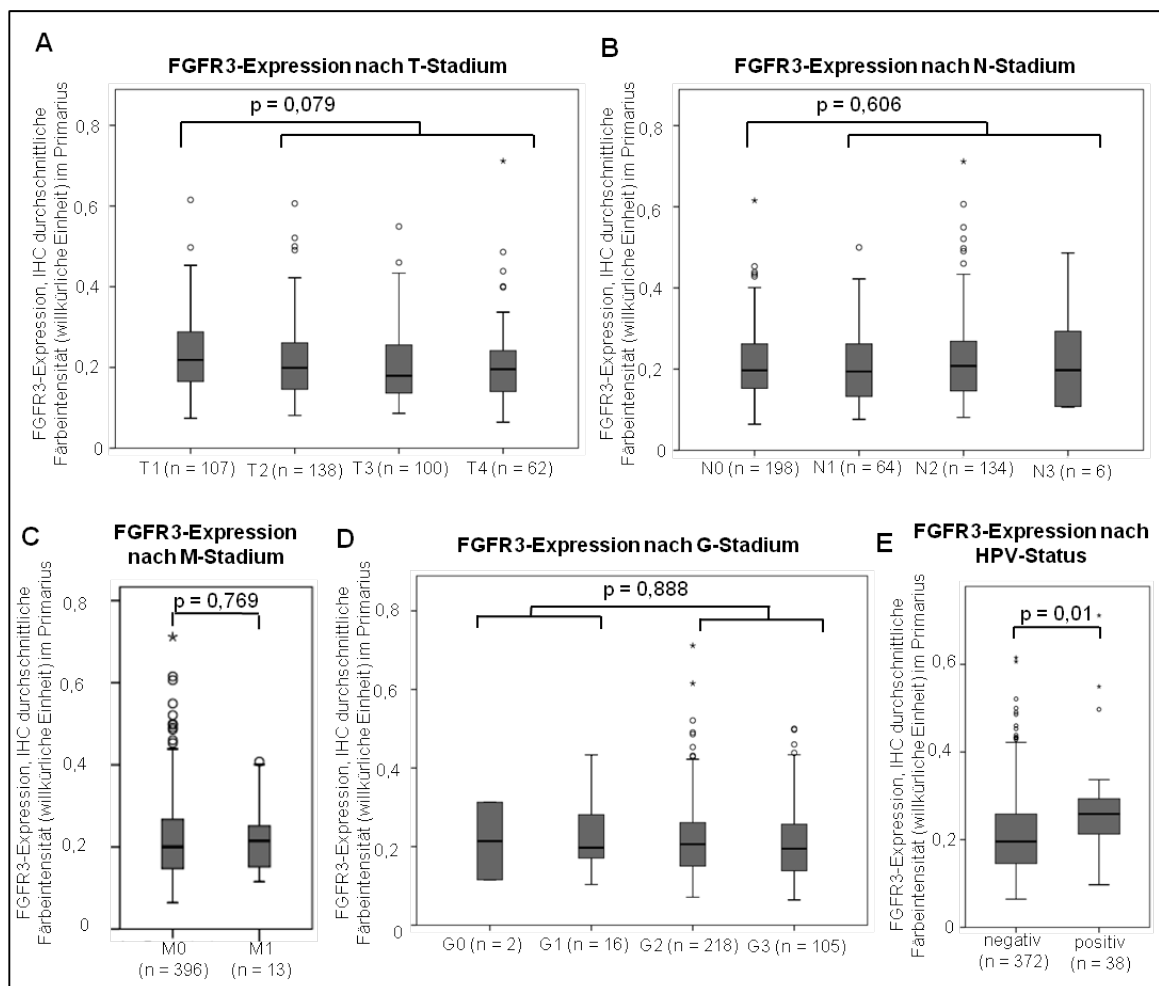 A
FGFR3-Expression nach T-Stadium
p = 0,079
FGFR3-Expression, IHC durchschnittliche
Färbeintensität (willkürliche Einheit) im Primarius
0,8
0,6
0,4
0,2
0
T1 (n = 107)
T2 (n = 138)
T3 (n = 100)
T4 (n = 62)
B
FGFR3-Expression nach N-Stadium
p = 0,606
FGFR3-Expression, IHC durchschnittliche
Färbeintensität (willkürliche Einheit) im Primarius
0,8
0,6
0,4
0,2
0
N0 (n = 198)
N1 (n = 64)
N2 (n = 134)
N3 (n = 6)
C
FGFR3-Expression
nach M-Stadium
p = 0,769
FGFR3-Expression, IHC durchschnittliche
Färbeintensität (willkürliche Einheit) im Primarius
0,8
0,6
0,4
0,2
0
M0
(n = 396)
M1
(n = 13)
D
FGFR3-Expression nach G-Stadium
p = 0,888
FGFR3-Expression, IHC durchschnittliche
Färbeintensität (willkürliche Einheit) im Primarius
0,8
0,6
0,4
0,2
0
G0 (n = 2)
G1 (n = 16)
G2 (n = 218)
G3 (n = 105)
E
FGFR3-Expression nach
HPV-Status
p = 0,01
FGFR3-Expression, IHC durchschnittliche
Färbeintensität (willkürliche Einheit) im Primarius
0,6
0,4
0,2
0
negativ
(n = 372)
positiv
(n = 38)